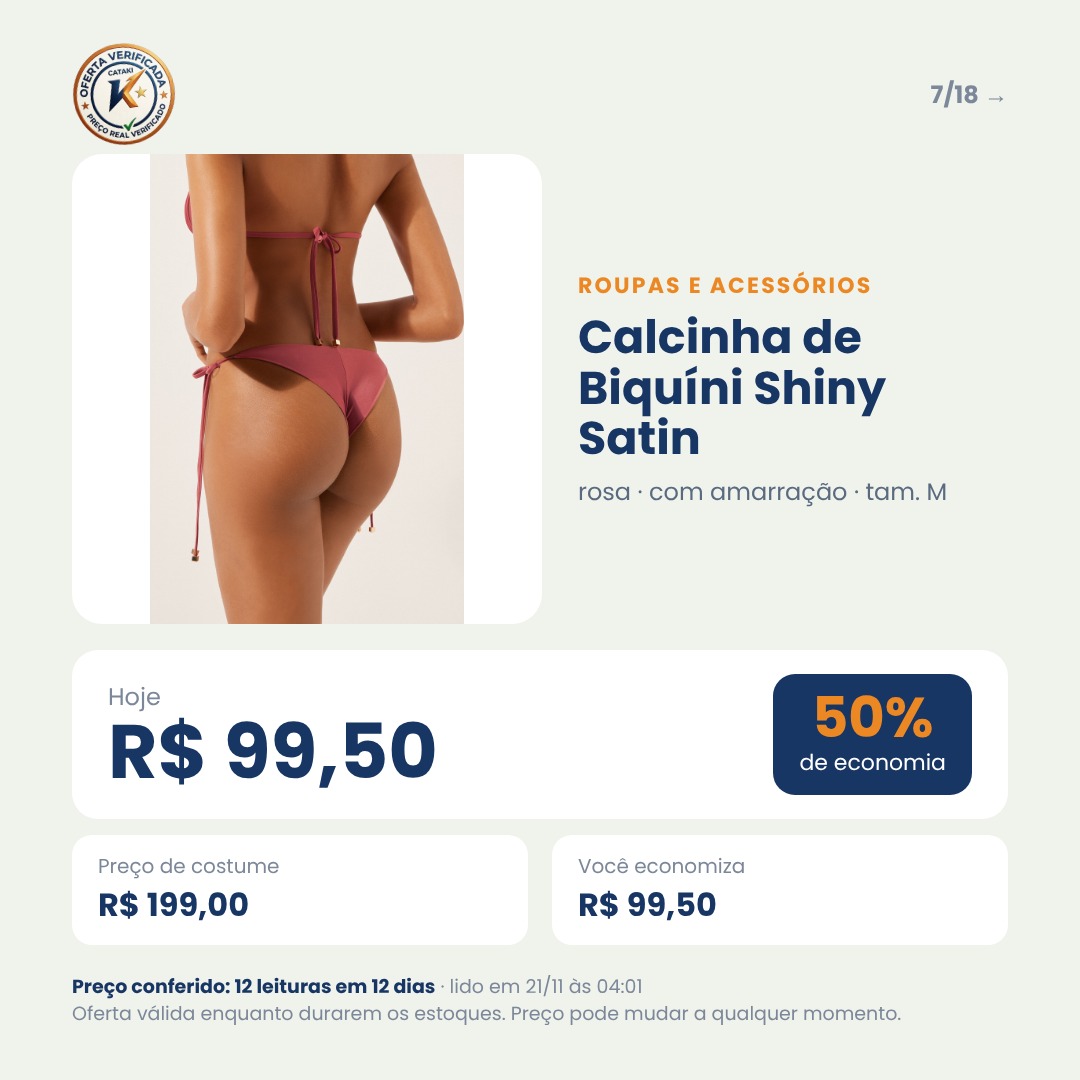 OFERTA VERIFICADA
CATAKI
K
PREÇO REAL VERIFICADO
7/18 →
ROUPAS E ACESSÓRIOS
Calcinha de
Biquíni Shiny
Satin
rosa · com amarração · tam. M
Hoje
R$ 99,50
50%
de economia
Preço de costume
R$ 199,00
Você economiza
R$ 99,50
Preço conferido: 12 leituras em 12 dias · lido em 21/11 às 04:01
Oferta válida enquanto durarem os estoques. Preço pode mudar a qualquer momento.